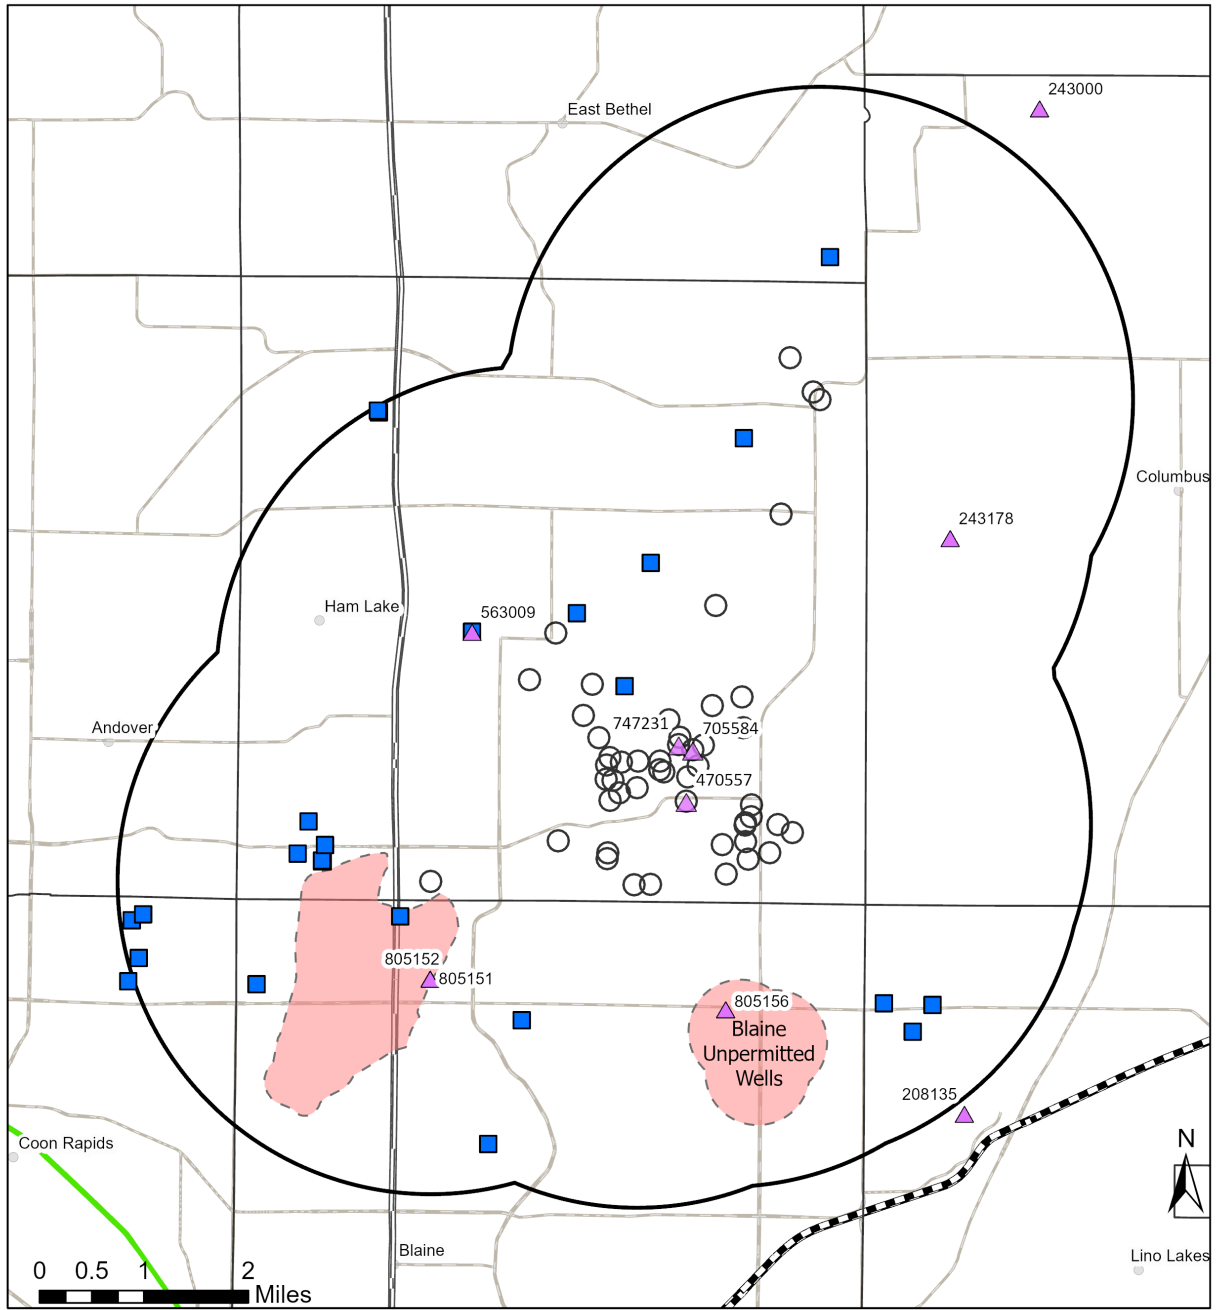 243000
East Bethel
Columbus
243178
Ham Lake
563009
747231
705584
Andover
470557
805152
805151
805156
Blaine
Unpermitted
Wells
208135
Coon Rapids
N
Blaine
Lino Lakes
0 0.5 1 2
Miles